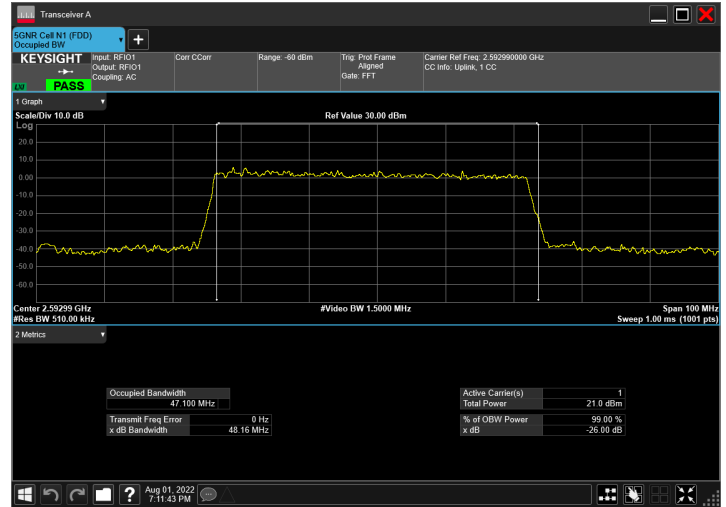 Transceiver A
5GNR Cell N1 (FDD)
Occupied BW
KEYSIGHT
LXI
PASS
Input: RFIO1
Output: RFIO1
Coupling: AC
Corr CCorr
Range: -60 dBm
Trig: Prot Frame
Aligned
Gate: FFT
Carrier Ref Freq: 2.592990000 GHz
CC Info: Uplink, 1 CC
1 Graph
Scale/Div 10.0 dB
Ref Value 30.00 dBm
Log
20.0
10.0
0.00
-10.0
-20.0
-30.0
-40.0
-50.0
-60.0
Center 2.59299 GHz
#Video BW 1.5000 MHz
Span 100 MHz
#Res BW 510.00 kHz
Sweep 1.00 ms (1001 pts)
2 Metrics
Occupied Bandwidth
47.100 MHz
Transmit Freq Error 0 Hz
x dB Bandwidth 48.16 MHz
Active Carrier(s) 1
Total Power 21.0 dBm
% of OBW Power 99.00 %
x dB -26.00 dB
Aug 01, 2022
7:11:43 PM